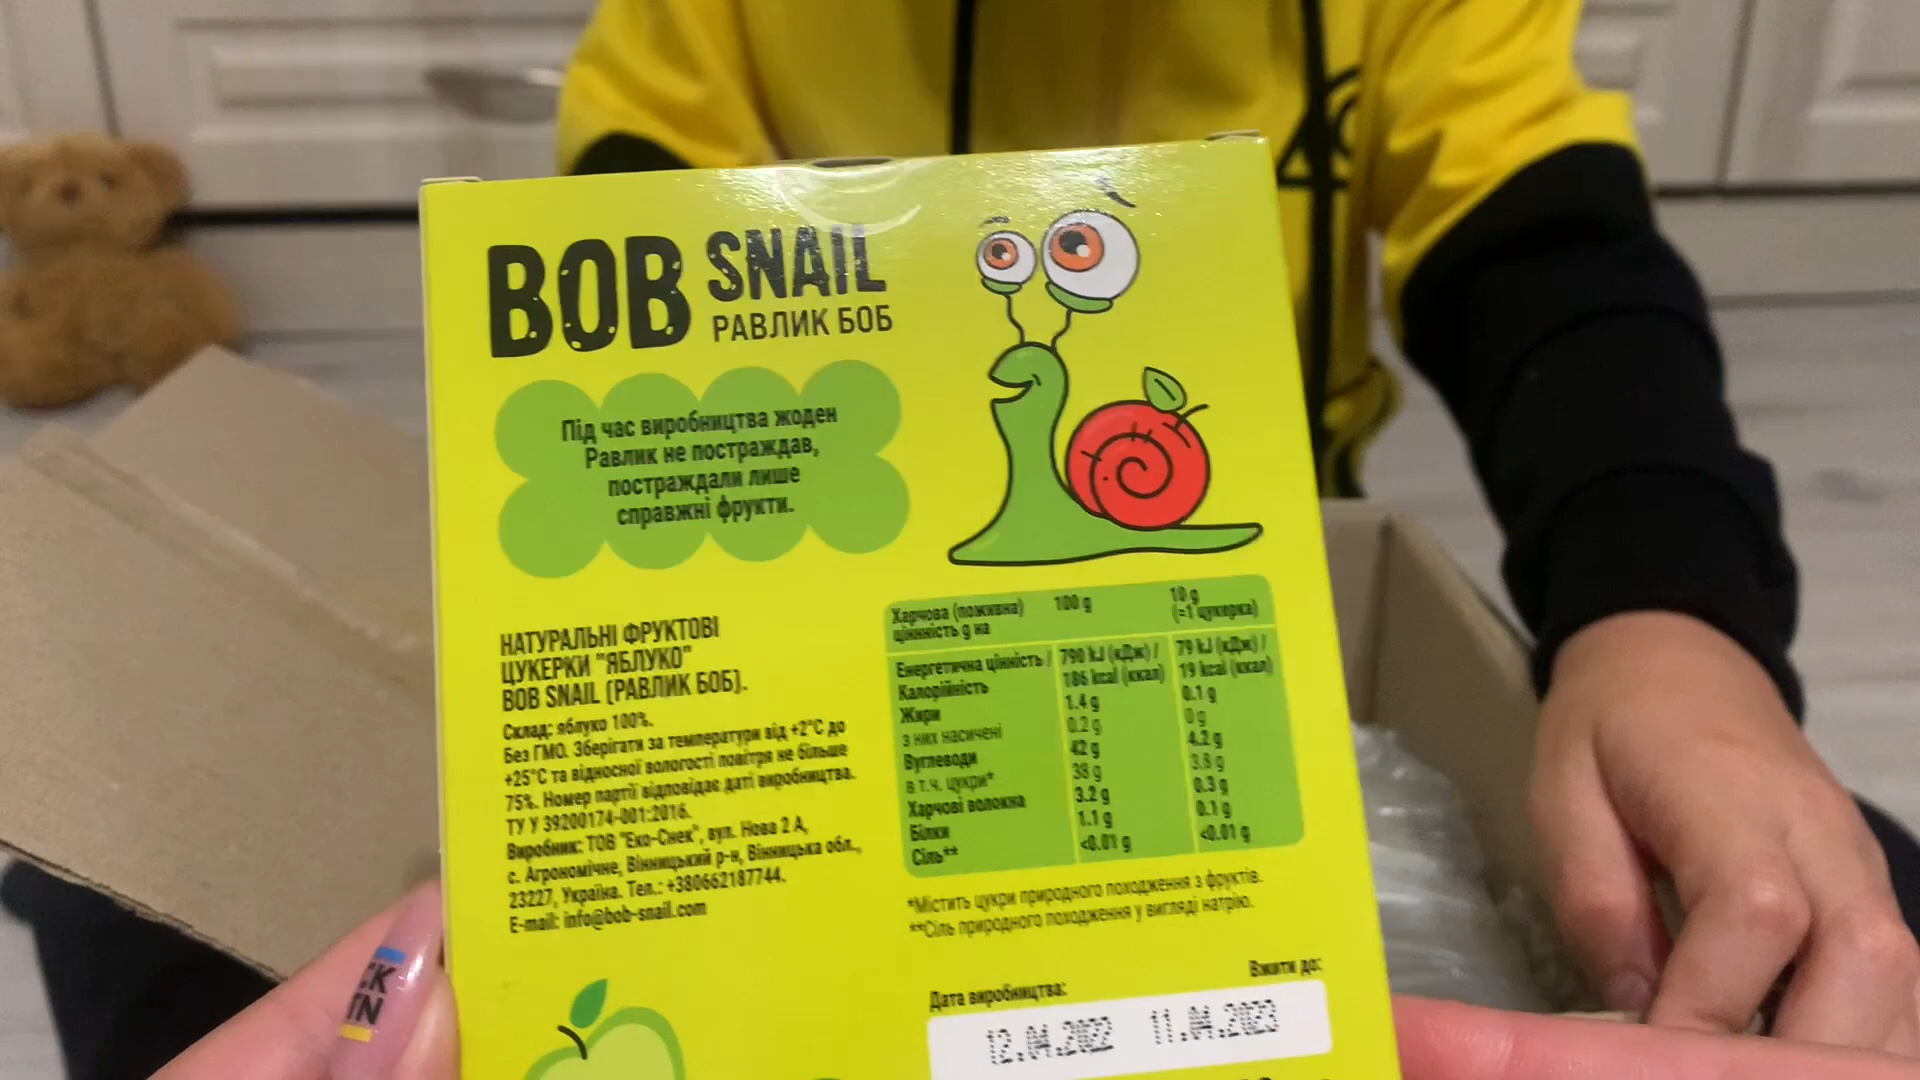 BOB SNAIL
РАВЛИК БОБ
Під час виробництва жоден
Равлик не постраждав,
постраждали лише
справжні фрукти.
НАТУРАЛЬНІ ФРУКТОВІ
ЦУКЕРКИ "ЯБЛУКО"
BOB SNAIL (РАВЛИК БОБ).
Склад: яблуко 100%.
Без ГМО. Зберігати за температури від +2°C до
+25°C та відносної вологості повітря не більше
75%. Номер партії відповідає даті виробництва.
ТУ У 39200174-001:2016.
Виробник: ТОВ "Еко-Снек", вул. Нова 2 А,
с. Агрономічне, Вінницький р-н, Вінницька обл.,
23227, Україна. Тел.: +380662187744.
E-mail: info@bob-snail.com
Харчова (поживна) цінність g на 100 g 10 g (=1 цукерка)
Енергетична цінність / Калорійність 790 kJ (кДж) / 186 kcal (ккал) 79 kJ (кДж) / 19 kcal (ккал)
Жири 1.4 g 0.1 g
з них насичені 0.2 g 0 g
Вуглеводи 42 g 4.2 g
в т.ч. цукри* 38 g 3.8 g
Харчові волокна 3.2 g 0.3 g
Білки 1.1 g 0.1 g
Сіль** <0.01 g <0.01 g
*Містить цукри природного походження з фруктів.
**Сіль природного походження у вигляді натрію.
Дата виробництва: Вжити до:
12.04.2022 11.04.2023